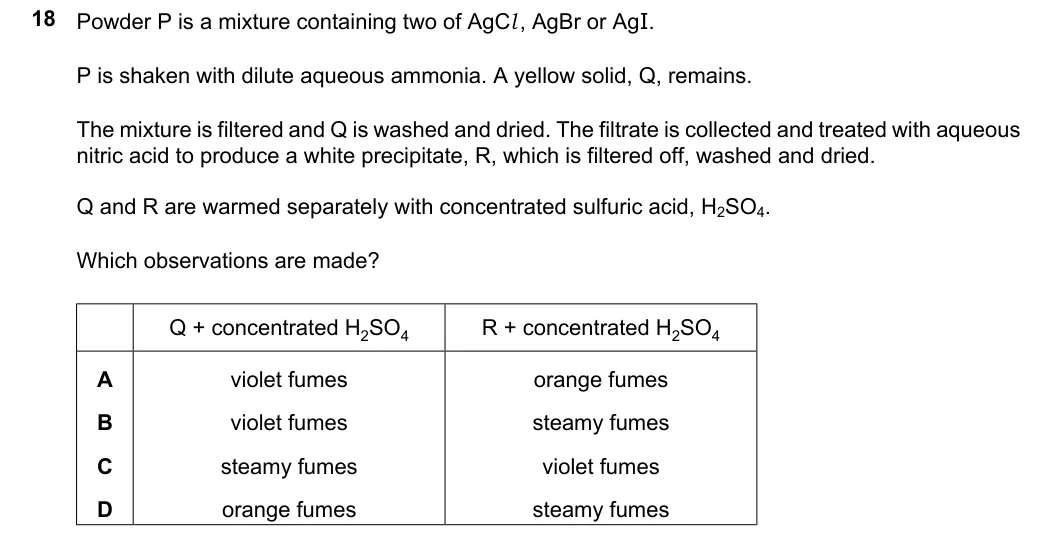 18 Powder P is a mixture containing two of AgCl, AgBr or AgI.
P is shaken with dilute aqueous ammonia. A yellow solid, Q, remains.
The mixture is filtered and Q is washed and dried. The filtrate is collected and treated with aqueous
nitric acid to produce a white precipitate, R, which is filtered off, washed and dried.
Q and R are warmed separately with concentrated sulfuric acid, H₂SO₄.
Which observations are made?
Q + concentrated H₂SO₄ R + concentrated H₂SO₄
A violet fumes orange fumes
B violet fumes steamy fumes
C steamy fumes violet fumes
D orange fumes steamy fumes